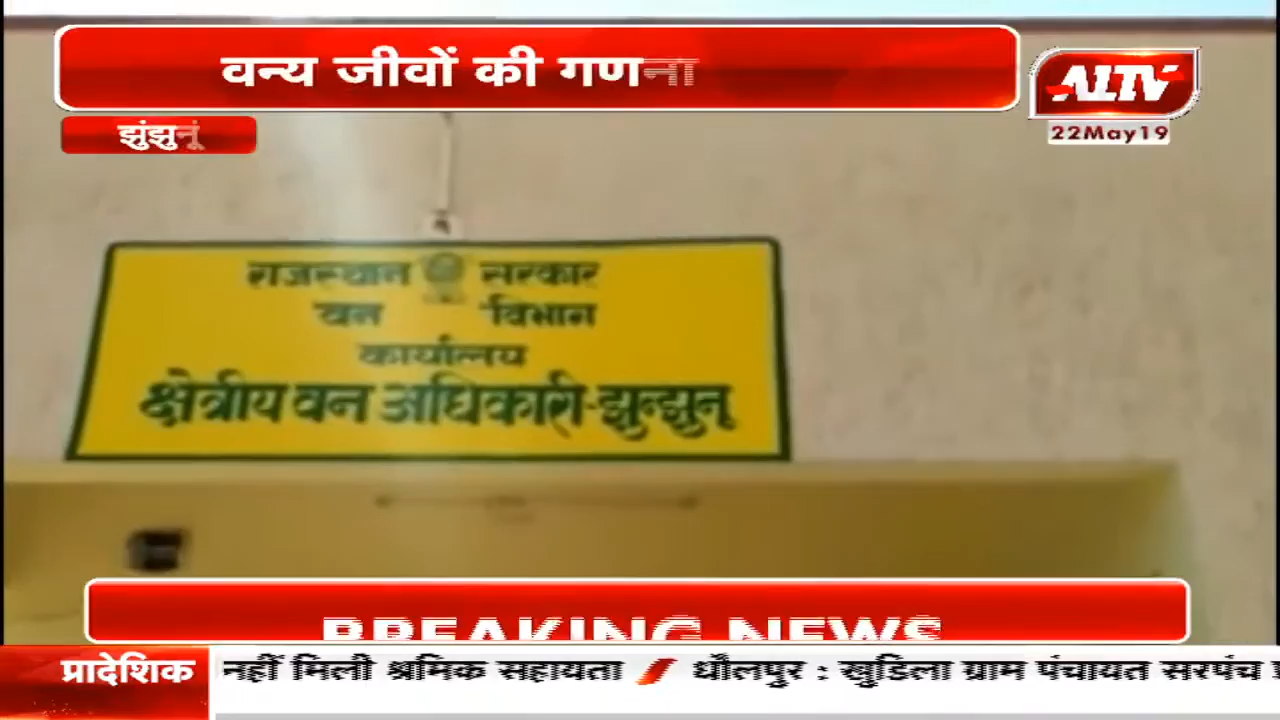 वन्य जीवों की गणना
ALTV
22May19
झुंझुनूं
राजस्थान सरकार
वन विभाग
कार्यालय
क्षेत्रीय वन अधिकारी-झुन्झुनू
BREAKING NEWS
प्रादेशिक नहीं मिली श्रमिक सहायता / धौलपुर : खुडिला ग्राम पंचायत सरपंच